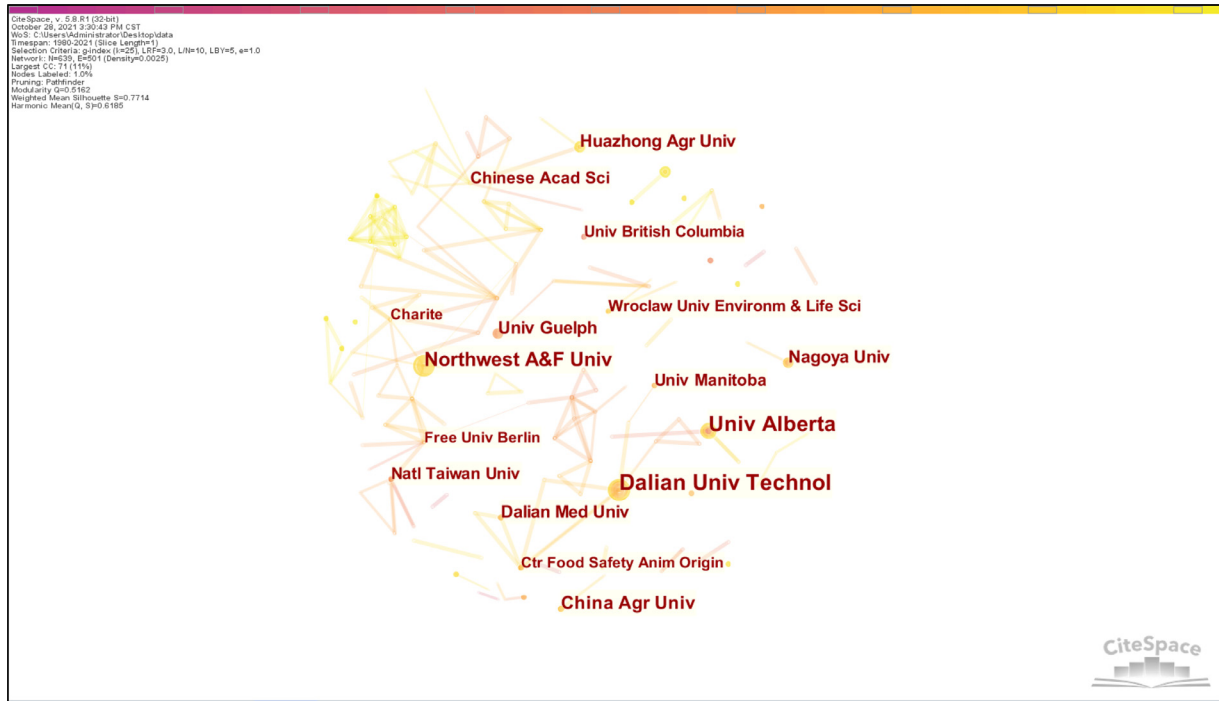 CiteSpace, v. 5.8.R1 (32-bit)
October 28, 2021 3:30:43 PM CST
WoS: C:\Users\Administrator\Desktop\data
Timespan: 1980-2021 (Slice Length=1)
Selection Criteria: g-index (k=25), LRF=3.0, L/N=10, LBY=5, e=1.0
Network: N=639, E=501 (Density=0.0025)
Largest CC: 71 (11%)
Nodes Labeled: 1.0%
Pruning: Pathfinder
Modularity Q=0.5162
Weighted Mean Silhouette S=0.7714
Harmonic Mean(Q, S)=0.6185
Huazhong Agr Univ
Chinese Acad Sci
Univ British Columbia
Wroclaw Univ Environm & Life Sci
Charite
Univ Guelph
Northwest A&F Univ
Nagoya Univ
Univ Manitoba
Univ Alberta
Free Univ Berlin
Natl Taiwan Univ
Dalian Univ Technol
Dalian Med Univ
Ctr Food Safety Anim Origin
China Agr Univ
CiteSpace